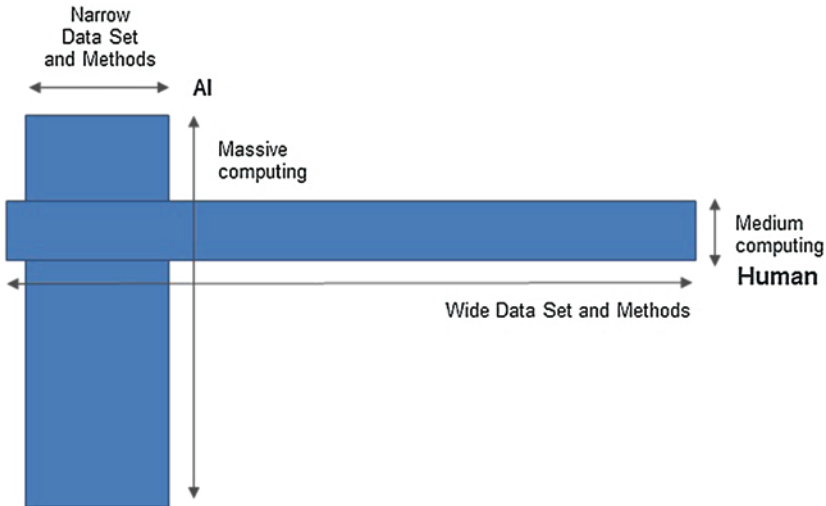 Narrow
Data Set
and Methods
AI
Massive
computing
Medium
computing
Human
Wide Data Set and Methods